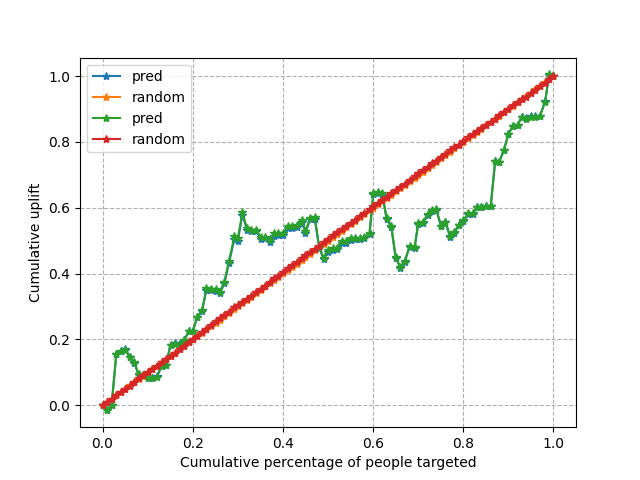 pred
random
pred
random
1.0
0.8
0.6
0.4
0.2
0.0
Cumulative uplift
0.0 0.2 0.4 0.6 0.8 1.0
Cumulative percentage of people targeted